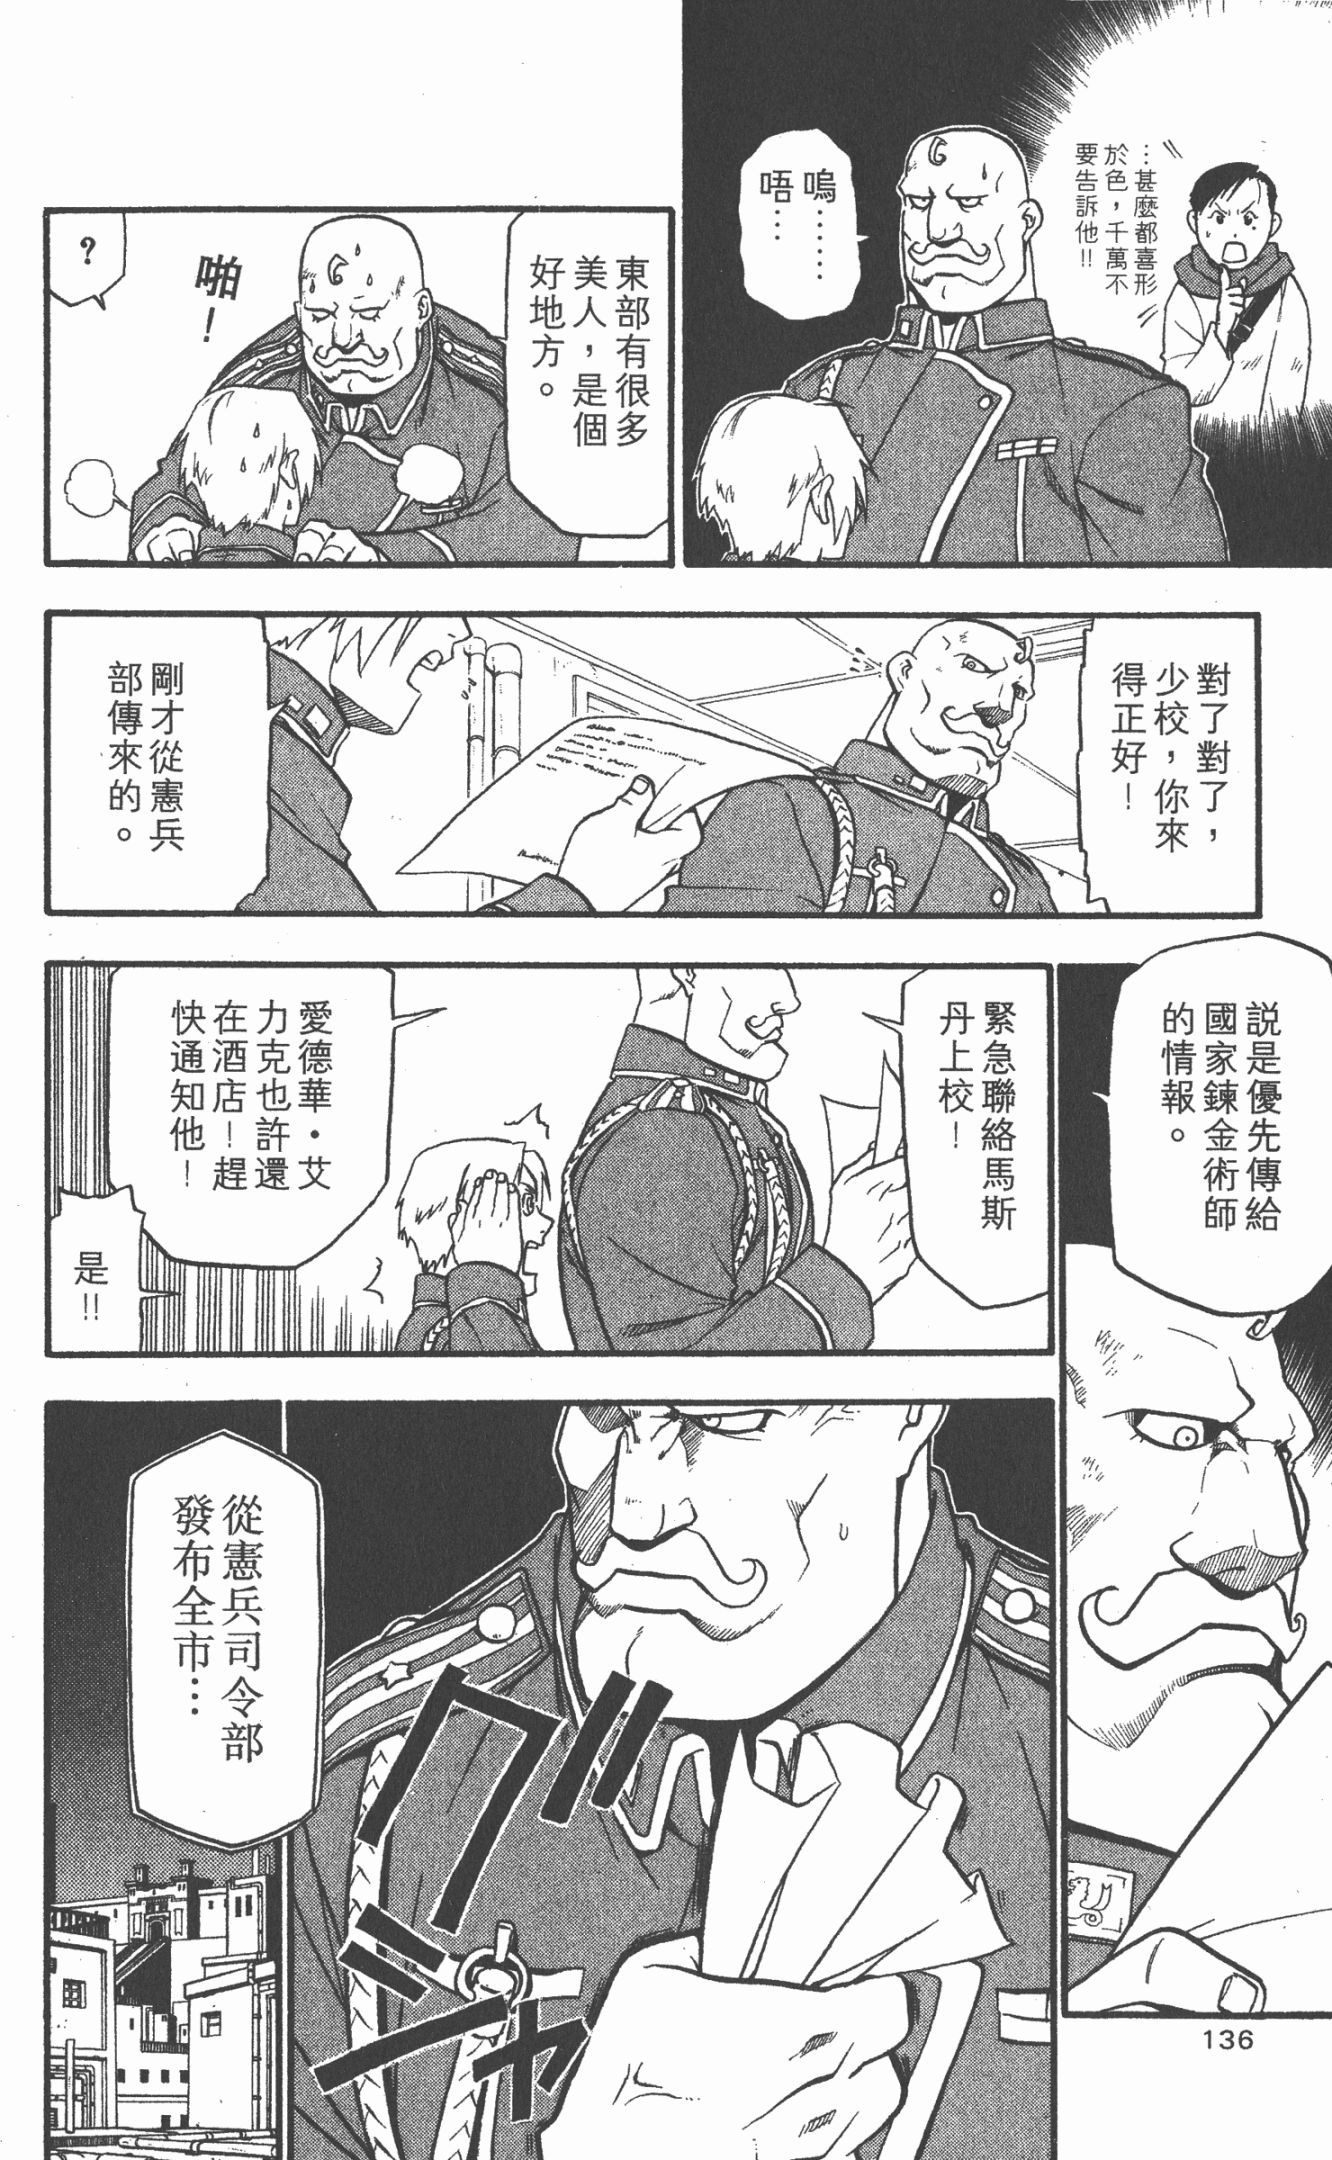 …甚麼都喜形
於色，千萬不
要告訴他!!
嗚………
唔……
東部有很多
美人，是個
好地方。
啪！
？
對了對了，
少校，你來
得正好！
剛才從憲兵
部傳來的。
説是優先傳給
國家鍊金術師
的情報。
緊急聯絡馬斯
丹上校！
愛德華・艾
力克也許還
在酒店！趕
快通知他！
是!!
グシャ
從憲兵司令部
發布全市…
136